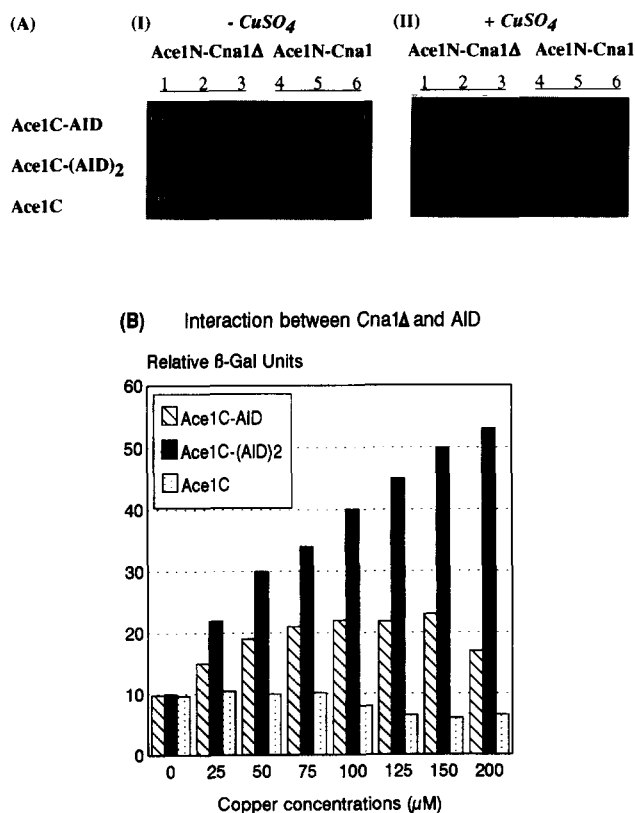 (A) (I) - CuSO₄ (II) + CuSO₄
Ace1N-Cna1Δ Ace1N-Cna1 Ace1N-Cna1Δ Ace1N-Cna1
1 2 3 4 5 6 1 2 3 4 5 6
Ace1C-AID
Ace1C-(AID)₂
Ace1C
(B) Interaction between Cna1Δ and AID
Relative ß-Gal Units
60
50
40
30
20
10
0
Ace1C-AID
Ace1C-(AID)2
Ace1C
0 25 50 75 100 125 150 200
Copper concentrations (µM)